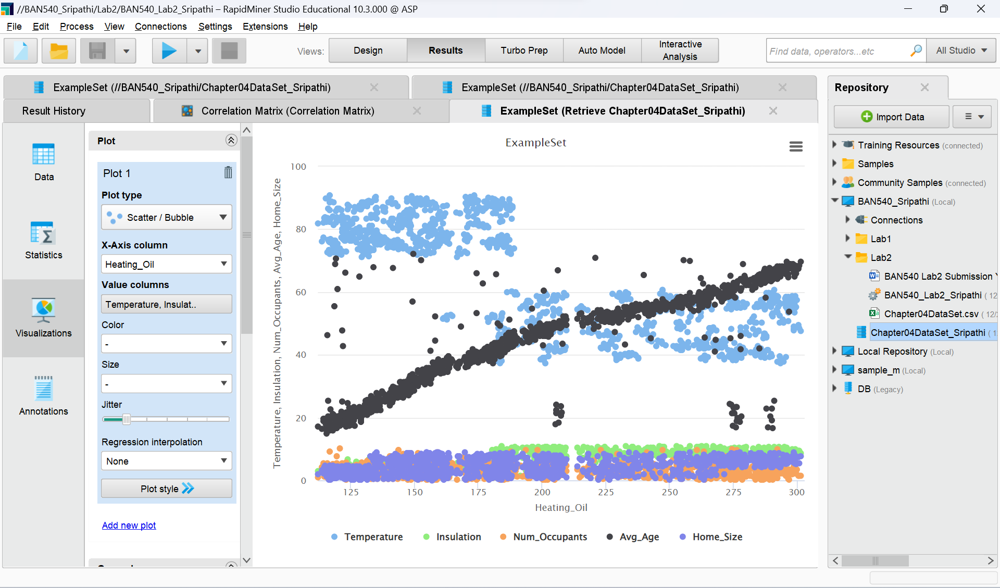 //BAN540_Sripathi/Lab2/BAN540_Lab2_Sripathi – RapidMiner Studio Educational 10.3.000 @ ASP
File Edit Process View Connections Settings Extensions Help
Views: Design Results Turbo Prep Auto Model Interactive Analysis
Find data, operators...etc
All Studio
ExampleSet (//BAN540_Sripathi/Chapter04DataSet_Sripathi)
ExampleSet (//BAN540_Sripathi/Chapter04DataSet_Sripathi)
Result History
Correlation Matrix (Correlation Matrix)
ExampleSet (Retrieve Chapter04DataSet_Sripathi)
Data
Statistics
Visualizations
Annotations
Plot
Plot 1
Plot type
Scatter / Bubble
X-Axis column
Heating_Oil
Value columns
Temperature, Insulat..
Color
-
Size
-
Jitter
Regression interpolation
None
Plot style
Add new plot
ExampleSet
Temperature, Insulation, Num_Occupants, Avg_Age, Home_Size
100
80
60
40
20
0
125 150 175 200 225 250 275 300
Heating_Oil
Temperature Insulation Num_Occupants Avg_Age Home_Size
Repository
Import Data
Training Resources (connected)
Samples
Community Samples (connected)
BAN540_Sripathi (Local)
Connections
Lab1
Lab2
BAN540 Lab2 Submission
BAN540_Lab2_Sripathi ( 12
Chapter04DataSet.csv ( 12/
Chapter04DataSet_Sripathi ( 1
Local Repository (Local)
sample_m (Local)
DB (Legacy)